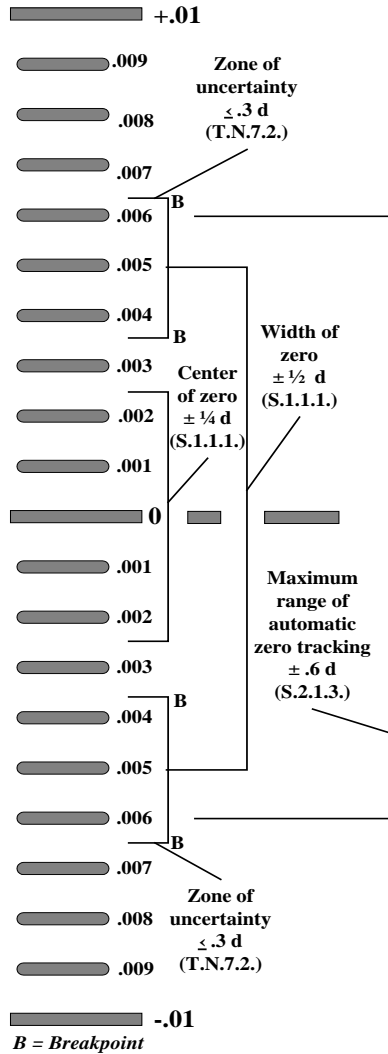 +.01
.009
Zone of
uncertainty
≤ .3 d
(T.N.7.2.)
.008
.007
B
.006
.005
.004
B
.003
Width of
zero
± ½ d
(S.1.1.1.)
Center
of zero
± ¼ d
(S.1.1.1.)
.002
.001
0
.001
.002
Maximum
range of
automatic
zero tracking
± .6 d
(S.2.1.3.)
.003
B
.004
.005
.006
B
.007
Zone of
uncertainty
≤ .3 d
(T.N.7.2.)
.008
.009
-.01
B = Breakpoint